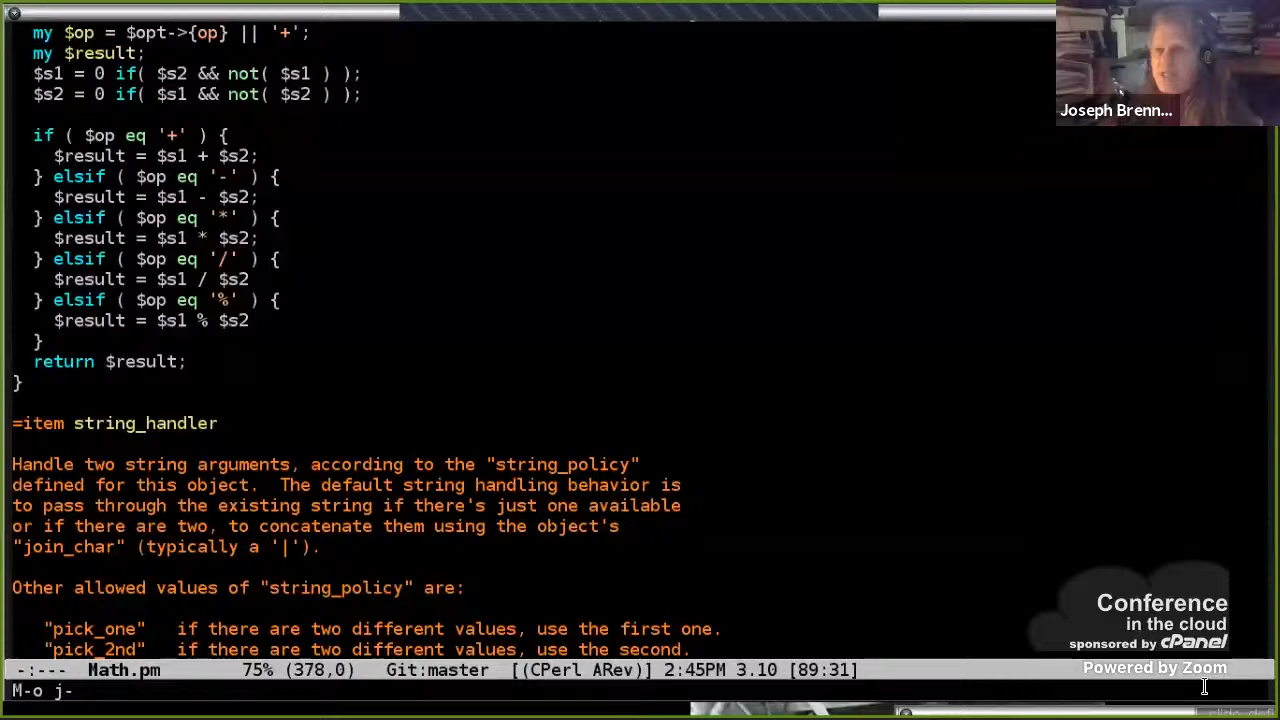 my $op = $opt->{op} || '+';
my $result;
$s1 = 0 if( $s2 && not( $s1 ) );
$s2 = 0 if( $s1 && not( $s2 ) );
if ( $op eq '+' ) {
$result = $s1 + $s2;
} elsif ( $op eq '-' ) {
$result = $s1 - $s2;
} elsif ( $op eq '*' ) {
$result = $s1 * $s2;
} elsif ( $op eq '/' ) {
$result = $s1 / $s2
} elsif ( $op eq '%' ) {
$result = $s1 % $s2
}
return $result;
}
=item string_handler
Handle two string arguments, according to the "string_policy"
defined for this object.  The default string handling behavior is
to pass through the existing string if there's just one available
or if there are two, to concatenate them using the object's
"join_char" (typically a '|').
Other allowed values of "string_policy" are:
"pick_one"   if there are two different values, use the first one.
"pick_2nd"   if there are two different values, use the second.
-:---  Math.pm        75% (378,0)    Git:master  [(CPerl ARev)] 2:45PM 3.10 [89:31]
M-o j-
Joseph Brenn...
Conference
in the cloud
sponsored by cPanel
Powered by Zoom